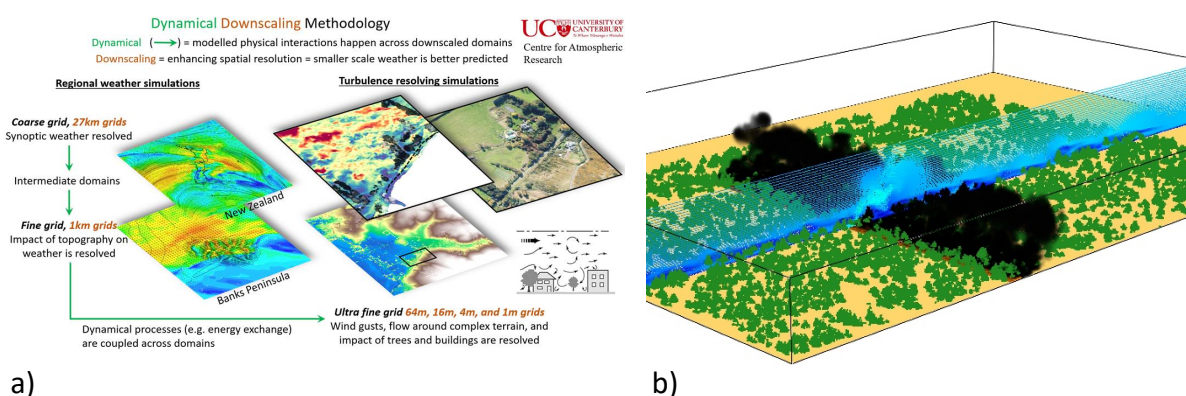 Dynamical Downscaling Methodology
Dynamical (→) = modelled physical interactions happen across downscaled domains
Downscaling = enhancing spatial resolution = smaller scale weather is better predicted
UC UNIVERSITY OF
CANTERBURY
Te Whare Wānanga o Waitaha
Centre for Atmospheric
Research
Regional weather simulations
Turbulence resolving simulations
Coarse grid, 27km grids
Synoptic weather resolved
Intermediate domains
New Zealand
Fine grid, 1km grids
Impact of topography on
weather is resolved
Banks Peninsula
Dynamical processes (e.g. energy exchange)
are coupled across domains
Ultra fine grid 64m, 16m, 4m, and 1m grids
Wind gusts, flow around complex terrain, and
impact of trees and buildings are resolved
a)
b)